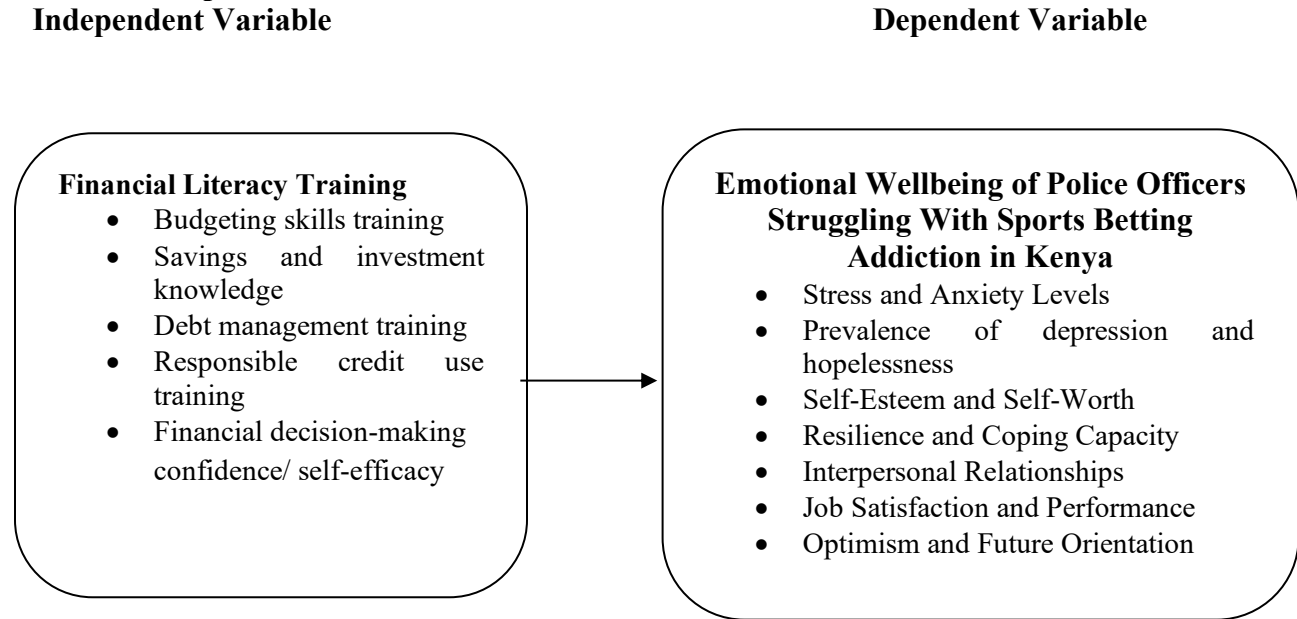 Independent Variable
Dependent Variable
Financial Literacy Training
• Budgeting skills training
• Savings and investment
knowledge
• Debt management training
• Responsible credit use
training
• Financial decision-making
confidence/ self-efficacy
Emotional Wellbeing of Police Officers
Struggling With Sports Betting
Addiction in Kenya
• Stress and Anxiety Levels
• Prevalence of depression and
hopelessness
• Self-Esteem and Self-Worth
• Resilience and Coping Capacity
• Interpersonal Relationships
• Job Satisfaction and Performance
• Optimism and Future Orientation